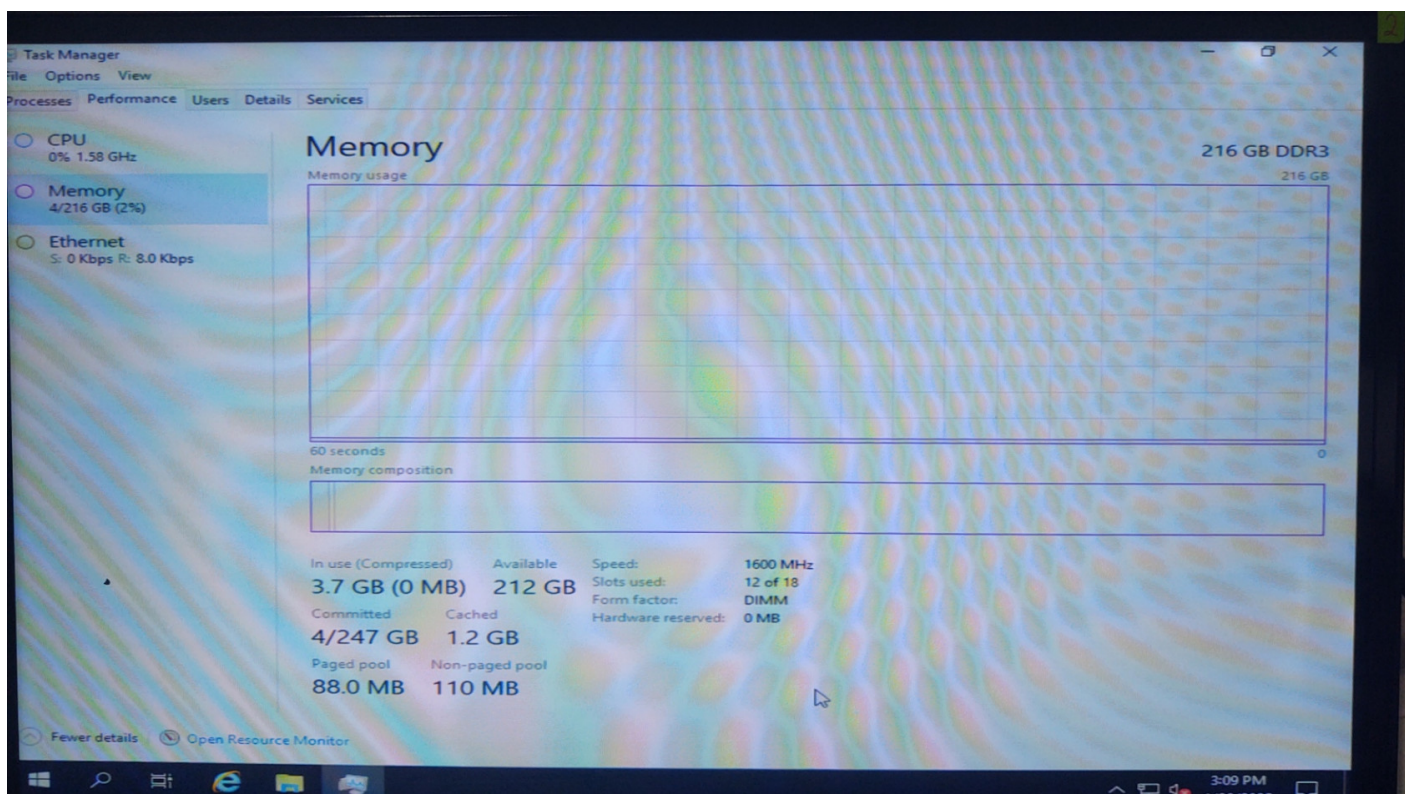 Task Manager
File Options View
Processes Performance Users Details Services
CPU
0% 1.58 GHz
Memory
4/216 GB (2%)
Ethernet
S: 0 Kbps R: 8.0 Kbps
Memory 216 GB DDR3
Memory usage 216 GB
60 seconds 0
Memory composition
In use (Compressed) Available
3.7 GB (0 MB) 212 GB
Committed Cached
4/247 GB 1.2 GB
Paged pool Non-paged pool
88.0 MB 110 MB
Speed: 1600 MHz
Slots used: 12 of 18
Form factor: DIMM
Hardware reserved: 0 MB
Fewer details Open Resource Monitor
3:09 PM
2